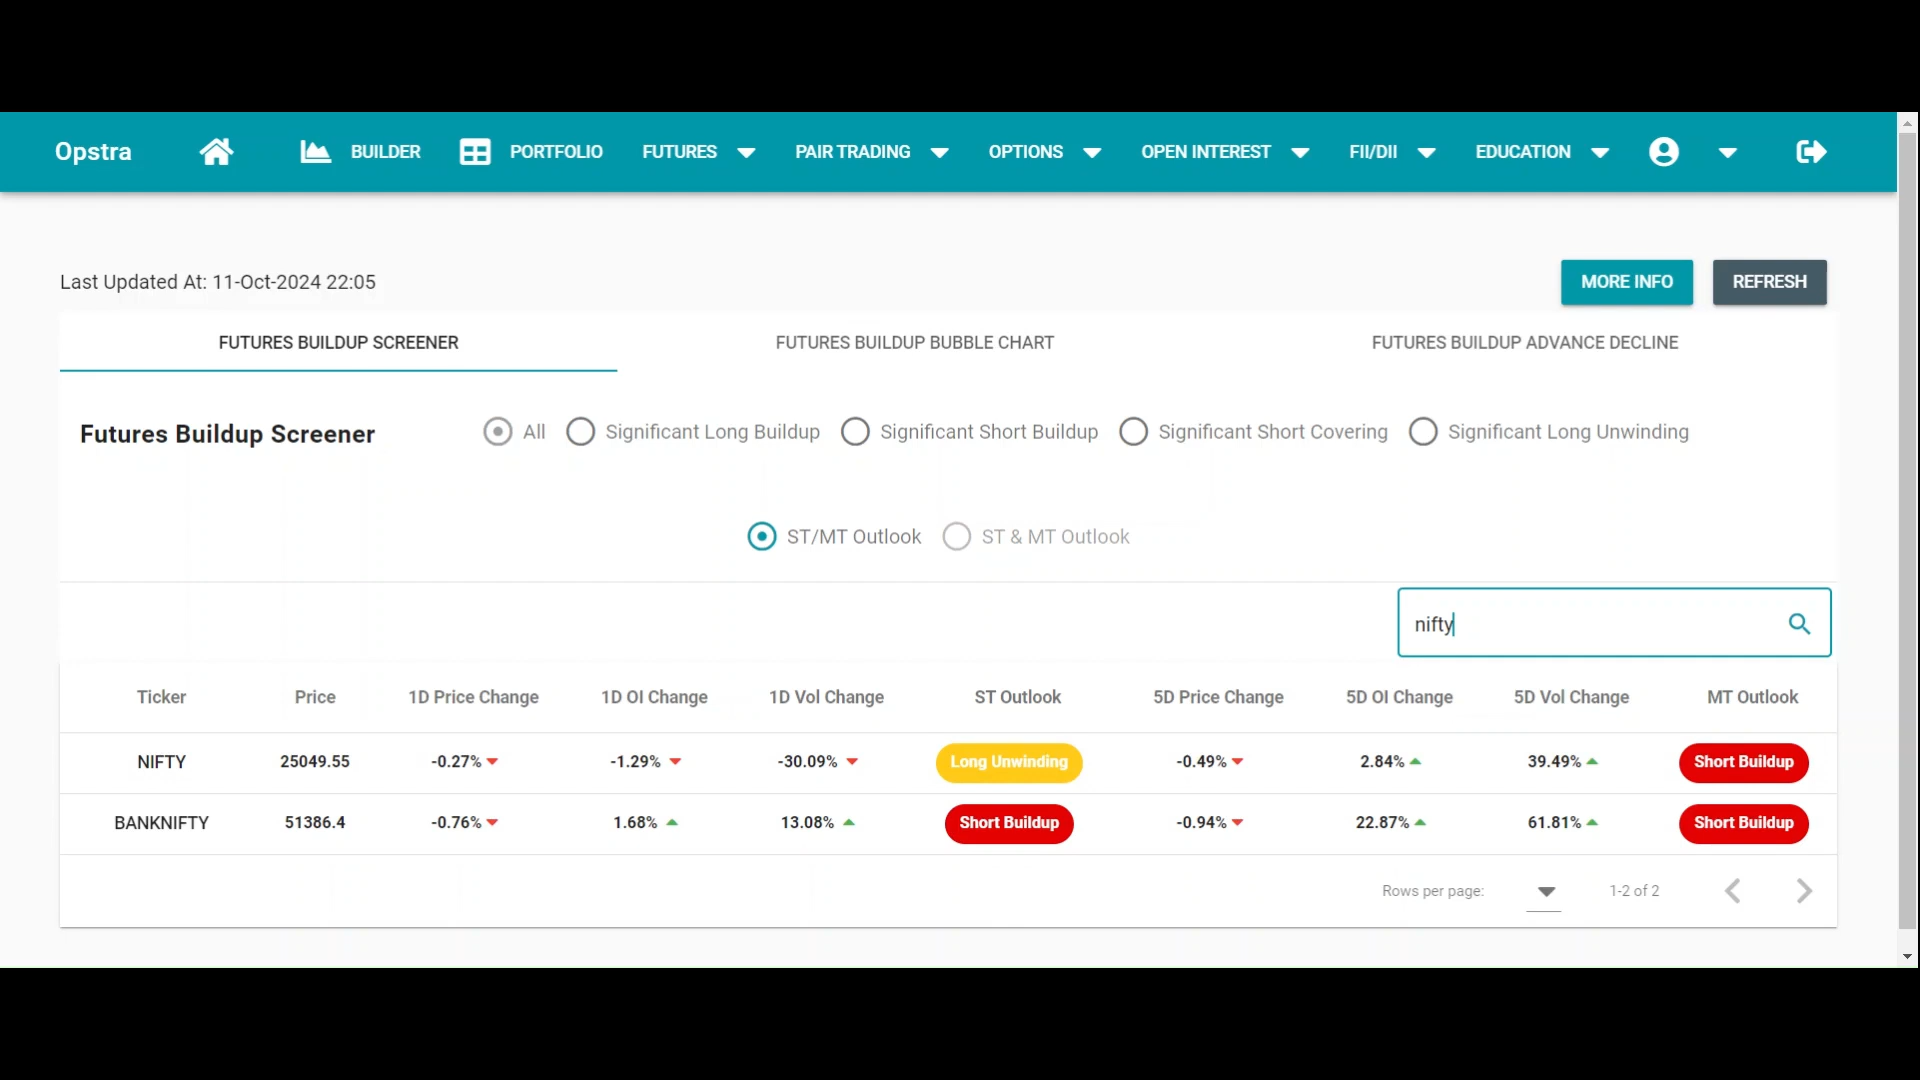 Opstra BUILDER PORTFOLIO FUTURES PAIR TRADING OPTIONS OPEN INTEREST FII/DII EDUCATION
Last Updated At: 11-Oct-2024 22:05 MORE INFO REFRESH
FUTURES BUILDUP SCREENER FUTURES BUILDUP BUBBLE CHART FUTURES BUILDUP ADVANCE DECLINE
Futures Buildup Screener All Significant Long Buildup Significant Short Buildup Significant Short Covering Significant Long Unwinding
ST/MT Outlook ST & MT Outlook
nifty
Ticker Price 1D Price Change 1D OI Change 1D Vol Change ST Outlook 5D Price Change 5D OI Change 5D Vol Change MT Outlook
NIFTY 25049.55 -0.27% -1.29% -30.09% Long Unwinding -0.49% 2.84% 39.49% Short Buildup
BANKNIFTY 51386.4 -0.76% 1.68% 13.08% Short Buildup -0.94% 22.87% 61.81% Short Buildup
Rows per page: 1-2 of 2